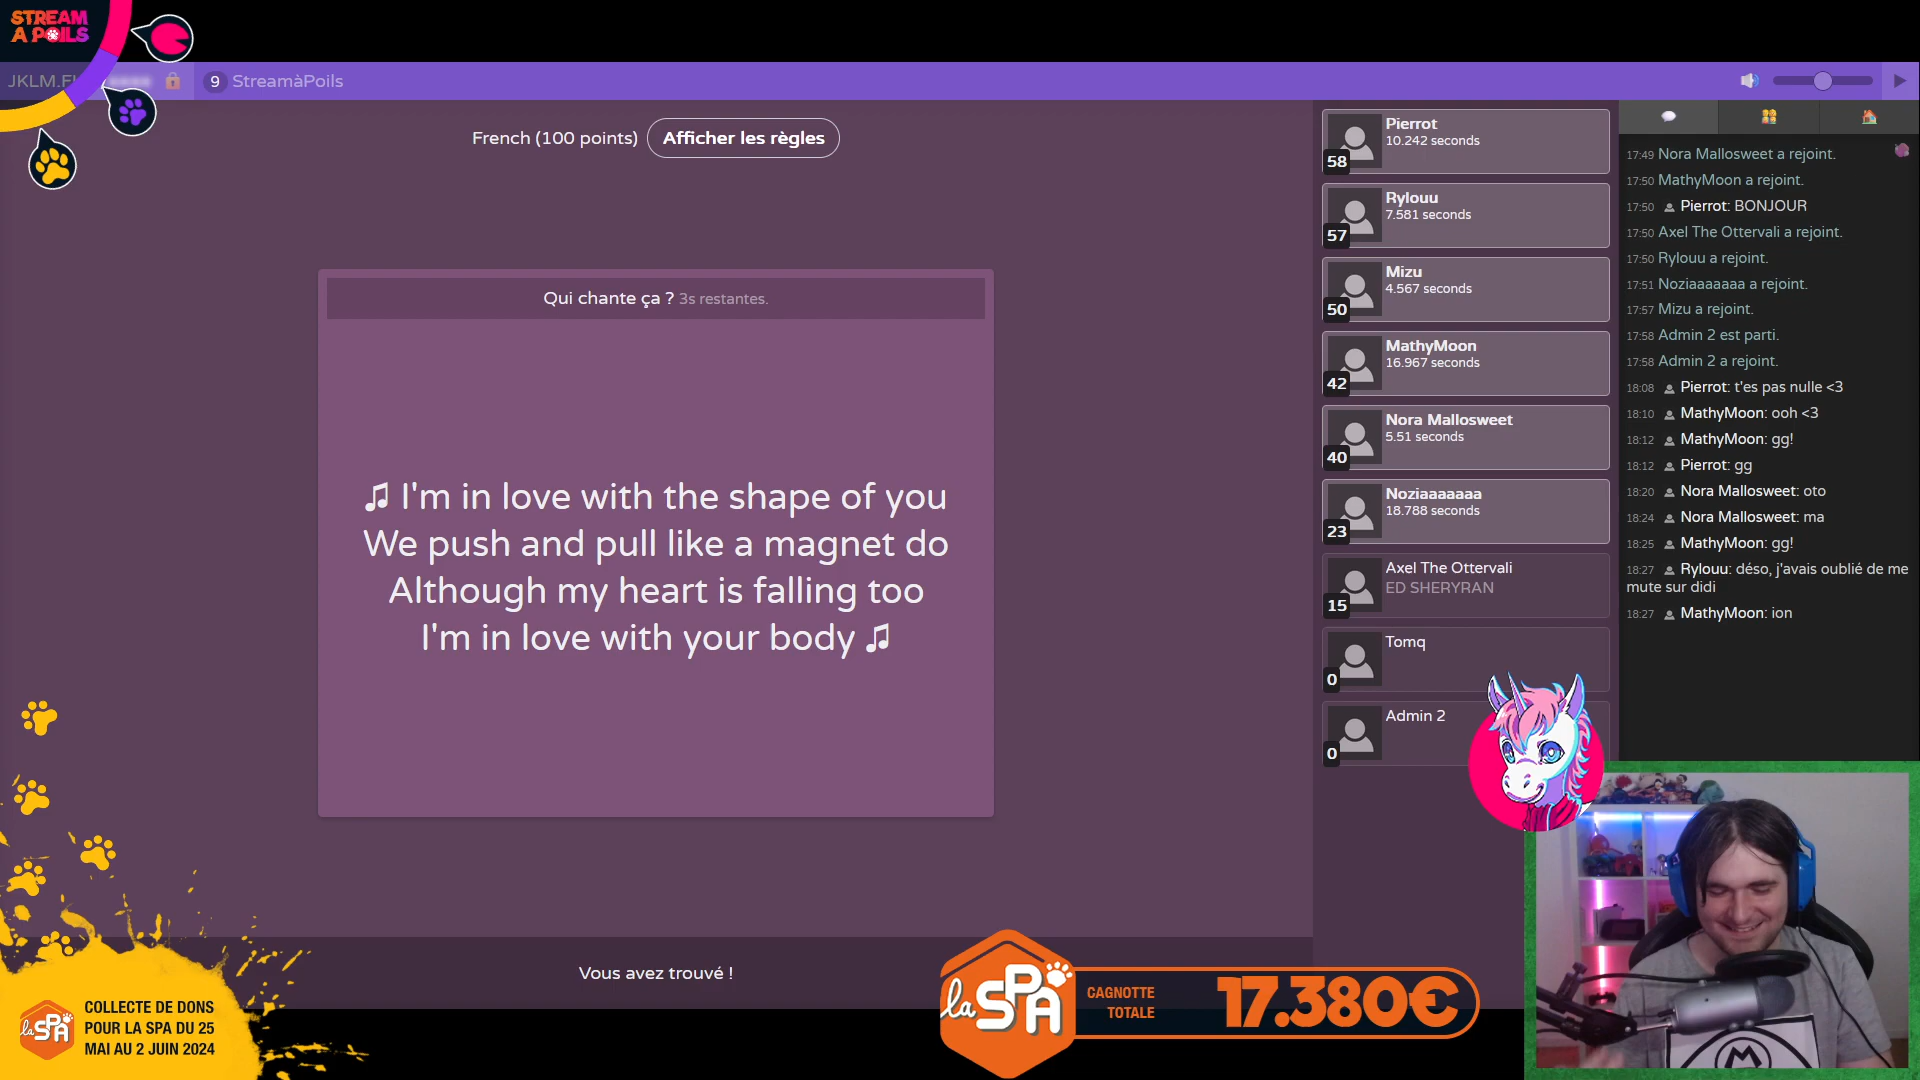 STREAM
A POILS
JKLM.F
9 StreamàPoils
French (100 points) Afficher les règles
Qui chante ça ? 3s restantes.
♫ I'm in love with the shape of you
We push and pull like a magnet do
Although my heart is falling too
I'm in love with your body ♫
Vous avez trouvé !
Pierrot
10.242 seconds
58
Rylouu
7.581 seconds
57
Mizu
4.567 seconds
50
MathyMoon
16.967 seconds
42
Nora Mallosweet
5.51 seconds
40
Noziaaaaaaa
18.788 seconds
23
Axel The Ottervali
ED SHERYRAN
15
Tomq
0
Admin 2
0
17:49 Nora Mallosweet a rejoint.
17:50 MathyMoon a rejoint.
17:50 Pierrot: BONJOUR
17:50 Axel The Ottervali a rejoint.
17:50 Rylouu a rejoint.
17:51 Noziaaaaaaa a rejoint.
17:57 Mizu a rejoint.
17:58 Admin 2 est parti.
17:58 Admin 2 a rejoint.
18:08 Pierrot: t'es pas nulle <3
18:10 MathyMoon: ooh <3
18:12 MathyMoon: gg!
18:12 Pierrot: gg
18:20 Nora Mallosweet: oto
18:24 Nora Mallosweet: ma
18:25 MathyMoon: gg!
18:27 Rylouu: déso, j'avais oublié de me
mute sur didi
18:27 MathyMoon: ion
la SPA
COLLECTE DE DONS
POUR LA SPA DU 25
MAI AU 2 JUIN 2024
la SPA
CAGNOTTE
TOTALE
17.380€
M